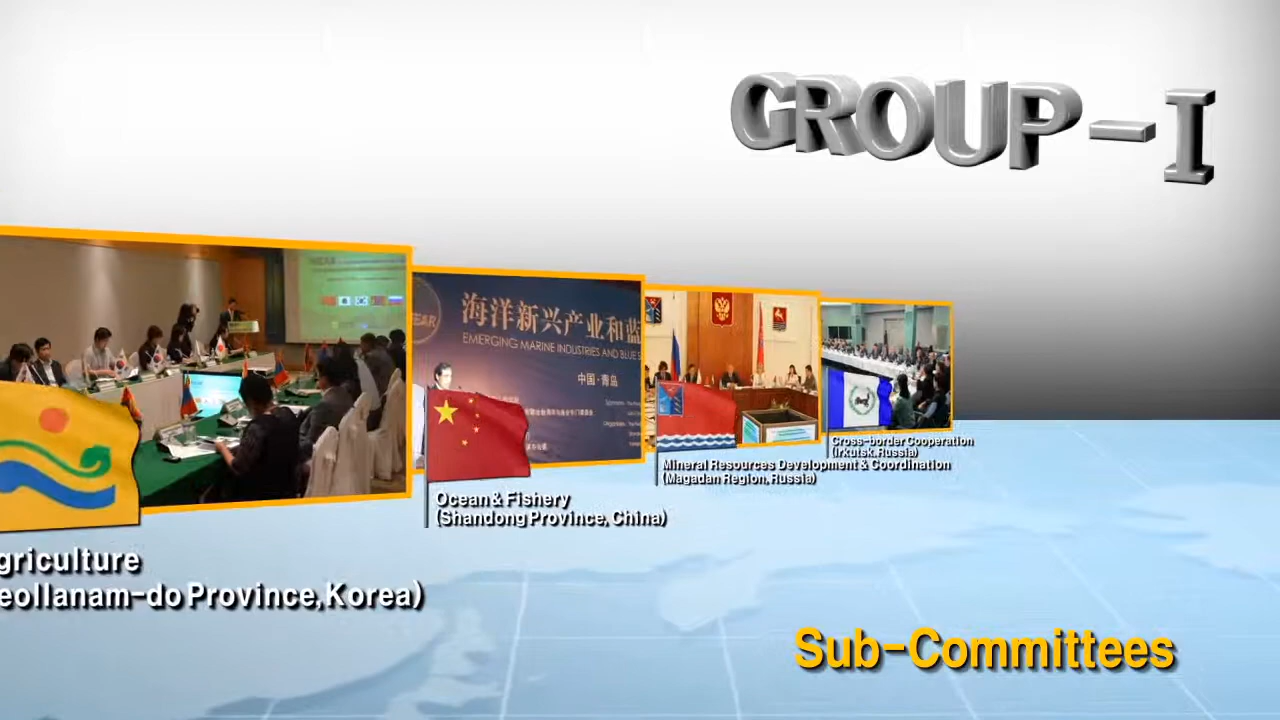 GROUP-I
海洋新兴产业和蓝
EMERGING MARINE INDUSTRIES AND BLUE
中国·青岛
Cross-border Cooperation
(Irkutsk, Russia)
Mineral Resources Development & Coordination
(Magadan Region, Russia)
Ocean & Fishery
(Shandong Province, China)
griculture
eollanam-do Province, Korea)
Sub-Committees